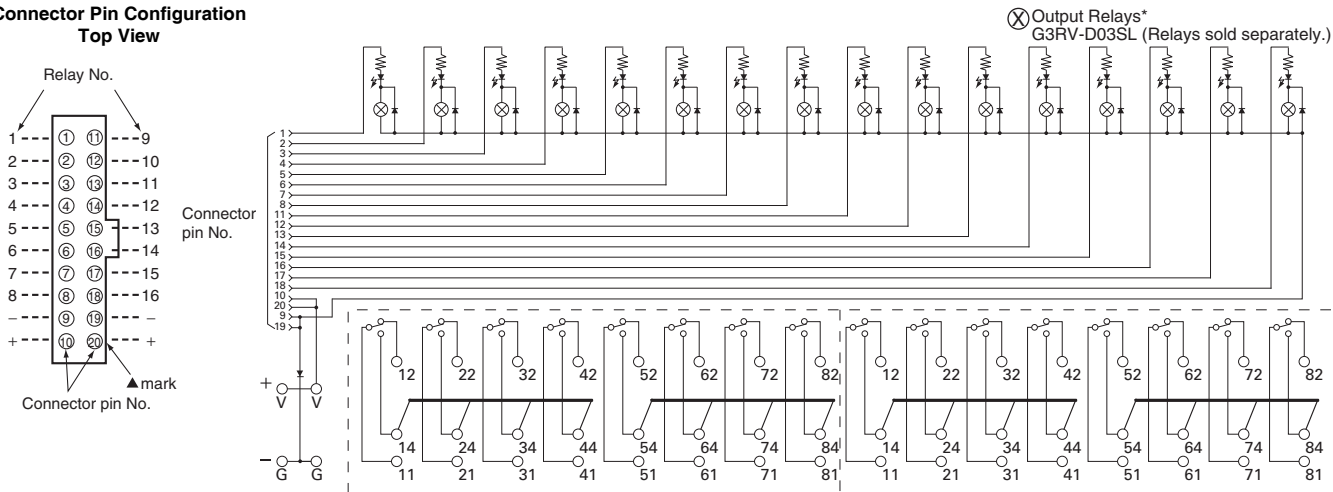 Connector Pin Configuration
Top View
Output Relays*
G3RV-D03SL (Relays sold separately.)
Relay No.
1 ① ⑪ 9
2 ② ⑫ 10
3 ③ ⑬ 11
4 ④ ⑭ 12
5 ⑤ ⑮ 13
6 ⑥ ⑯ 14
7 ⑦ ⑰ 15
8 ⑧ ⑱ 16
− ⑨ ⑲ −
+ ⑩ ⑳ +
▲mark
Connector pin No.
Connector
pin No.
1
2
3
4
5
6
7
8
11
12
13
14
15
16
17
18
10
20
9
19
+ V V
− G G
12 22 32 42 52 62 72 82 12 22 32 42 52 62 72 82
14 24 34 44 54 64 74 84 14 24 34 44 54 64 74 84
11 21 31 41 51 61 71 81 11 21 31 41 51 61 71 81